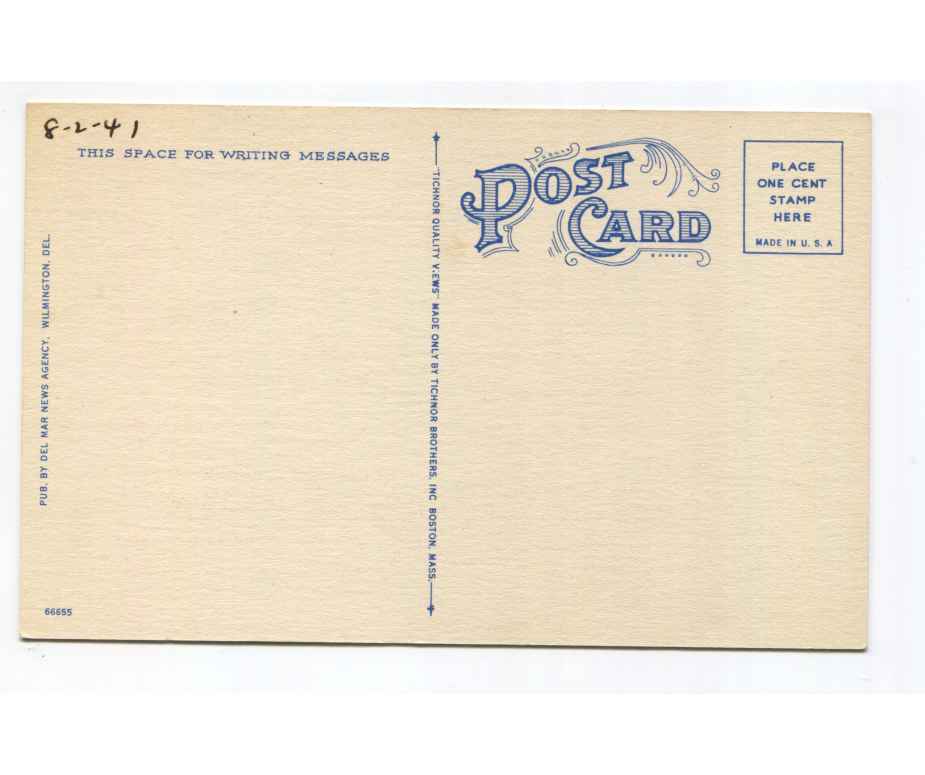 8-2-41
THIS SPACE FOR WRITING MESSAGES
PUB. BY DEL MAR NEWS AGENCY, WILMINGTON, DEL.
66655
"TICHNOR QUALITY VIEWS" MADE ONLY BY TICHNOR BROTHERS, INC. BOSTON, MASS.
POST
CARD
PLACE
ONE CENT
STAMP
HERE
MADE IN U. S. A